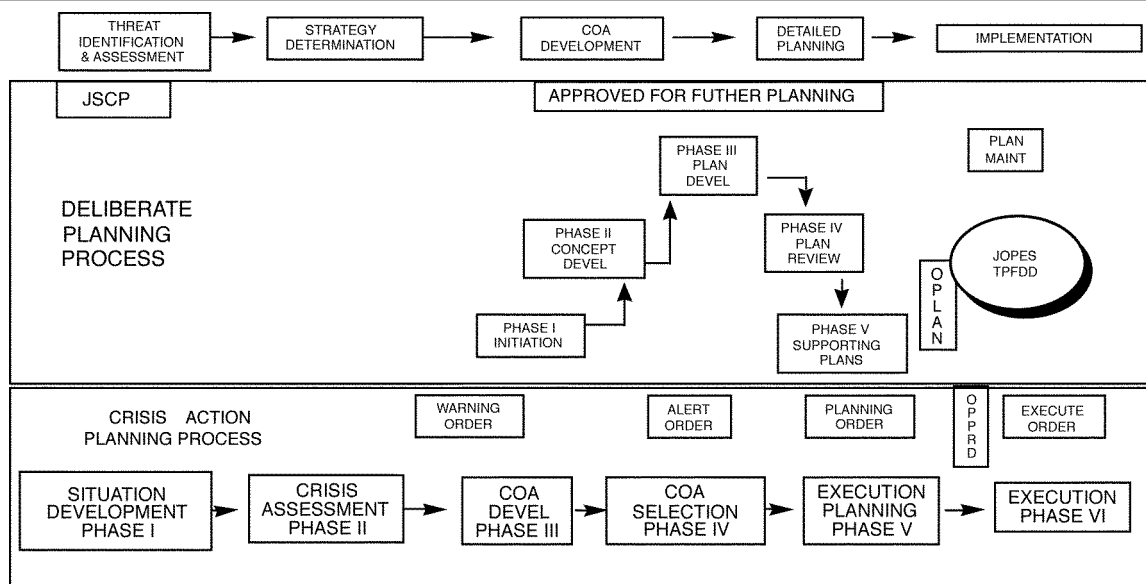 THREAT
IDENTIFICATION
& ASSESSMENT
STRATEGY
DETERMINATION
COA
DEVELOPMENT
DETAILED
PLANNING
IMPLEMENTATION
JSCP
APPROVED FOR FUTHER PLANNING
DELIBERATE
PLANNING
PROCESS
PHASE I
INITIATION
PHASE II
CONCEPT
DEVEL
PHASE III
PLAN
DEVEL
PHASE IV
PLAN
REVIEW
PHASE V
SUPPORTING
PLANS
PLAN
MAINT
OPLAN
JOPES
TPFDD
CRISIS ACTION
PLANNING PROCESS
WARNING
ORDER
ALERT
ORDER
PLANNING
ORDER
OPPRD
EXECUTE
ORDER
SITUATION
DEVELOPMENT
PHASE I
CRISIS
ASSESSMENT
PHASE II
COA
DEVEL
PHASE III
COA
SELECTION
PHASE IV
EXECUTION
PLANNING
PHASE V
EXECUTION
PHASE VI